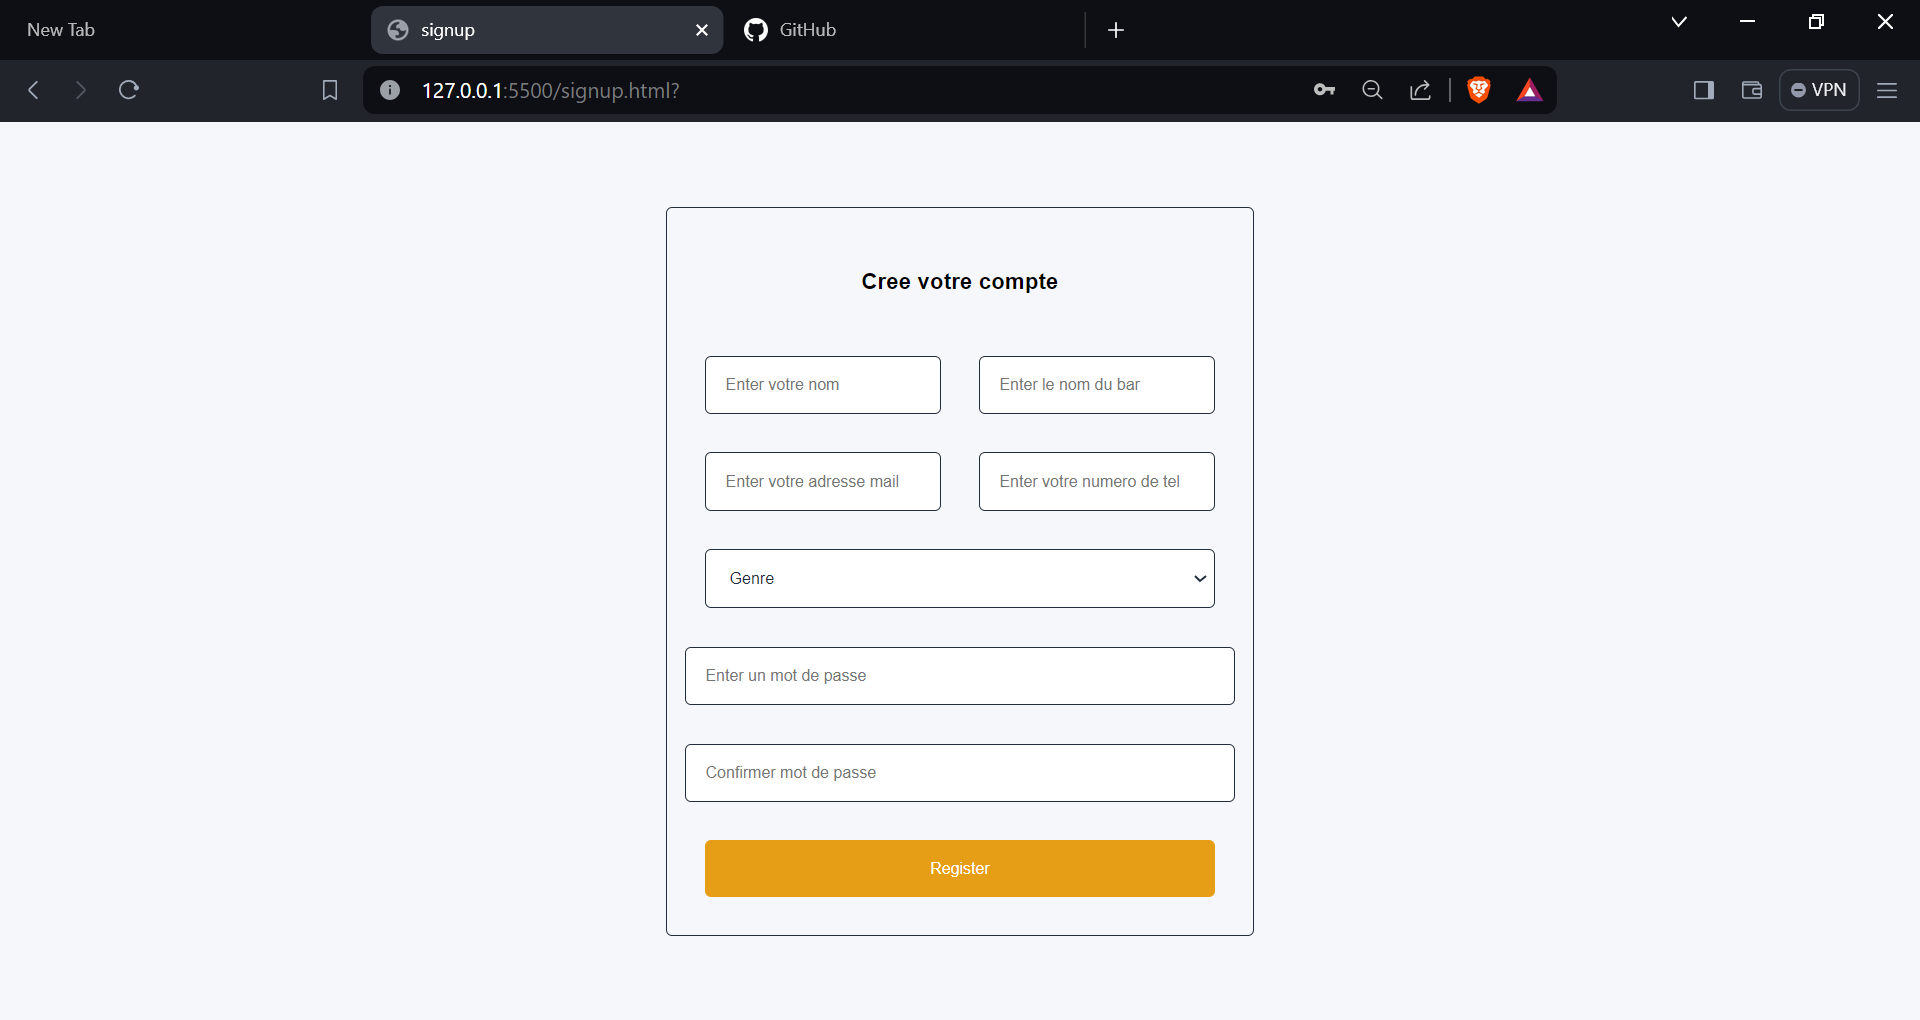 New Tab
signup
GitHub
127.0.0.1:5500/signup.html?
VPN
Cree votre compte
Enter votre nom
Enter le nom du bar
Enter votre adresse mail
Enter votre numero de tel
Genre
Enter un mot de passe
Confirmer mot de passe
Register